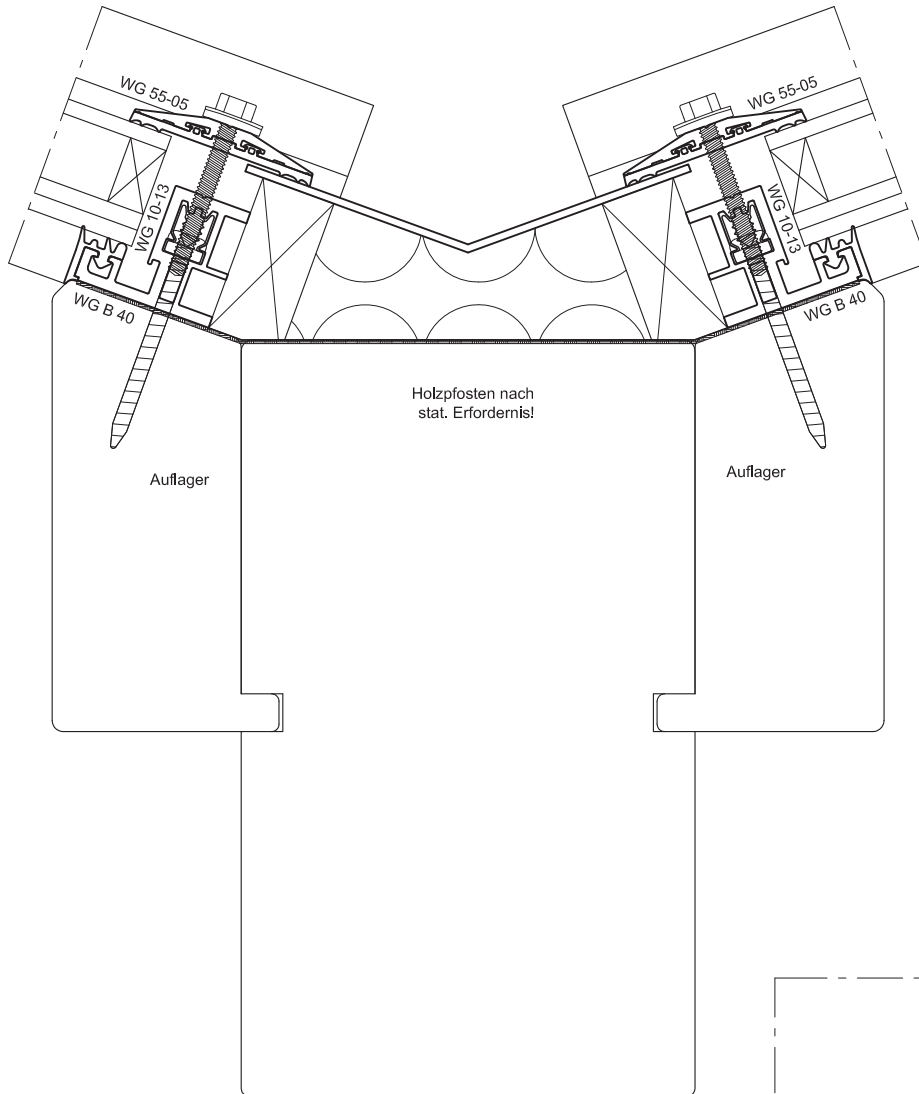 WG 55-05
WG 55-05
WG 10-13
WG 10-13
WG B 40
WG B 40
Holzpfosten nach
stat. Erfordernis!
Auflager
Auflager